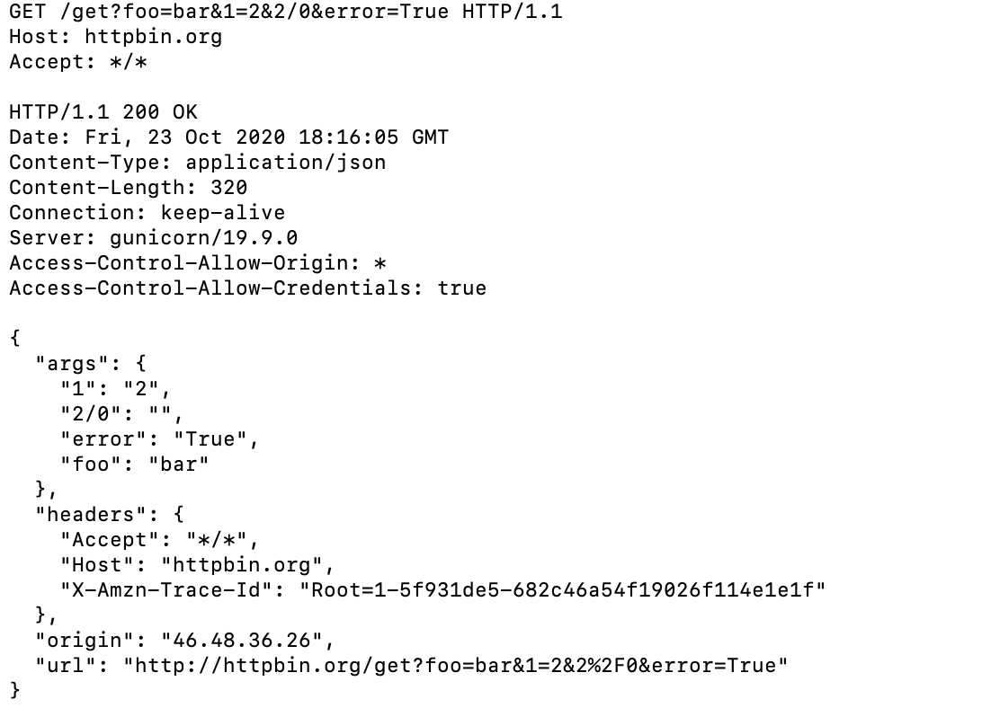 GET /get?foo=bar&1=2&2/0&error=True HTTP/1.1
Host: httpbin.org
Accept: */*

HTTP/1.1 200 OK
Date: Fri, 23 Oct 2020 18:16:05 GMT
Content-Type: application/json
Content-Length: 320
Connection: keep-alive
Server: gunicorn/19.9.0
Access-Control-Allow-Origin: *
Access-Control-Allow-Credentials: true

{
  "args": {
    "1": "2",
    "2/0": "",
    "error": "True",
    "foo": "bar"
  },
  "headers": {
    "Accept": "*/*",
    "Host": "httpbin.org",
    "X-Amzn-Trace-Id": "Root=1-5f931de5-682c46a54f19026f114e1e1f"
  },
  "origin": "46.48.36.26",
  "url": "http://httpbin.org/get?foo=bar&1=2&2%2F0&error=True"
}